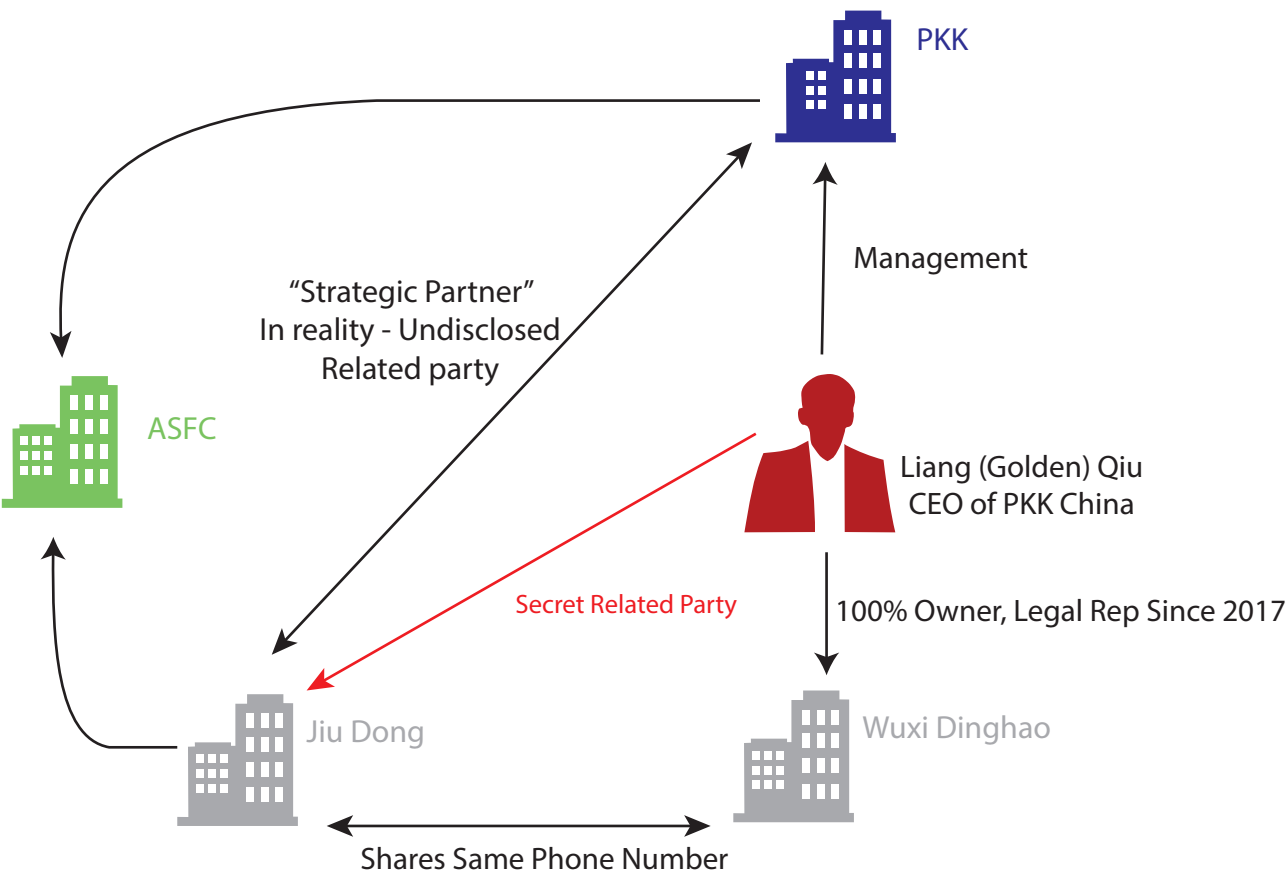 PKK
Management
“Strategic Partner”
In reality - Undisclosed
Related party
ASFC
Liang (Golden) Qiu
CEO of PKK China
Secret Related Party
100% Owner, Legal Rep Since 2017
Jiu Dong
Wuxi Dinghao
Shares Same Phone Number